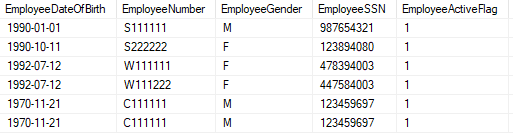 EmployeeDateOfBirth EmployeeNumber EmployeeGender EmployeeSSN EmployeeActiveFlag
1990-01-01 S111111 M 987654321 1
1990-10-11 S222222 F 123894080 1
1992-07-12 W111111 F 478394003 1
1992-07-12 W111222 F 447584003 1
1970-11-21 C111111 M 123459697 1
1970-11-21 C111111 M 123459697 1